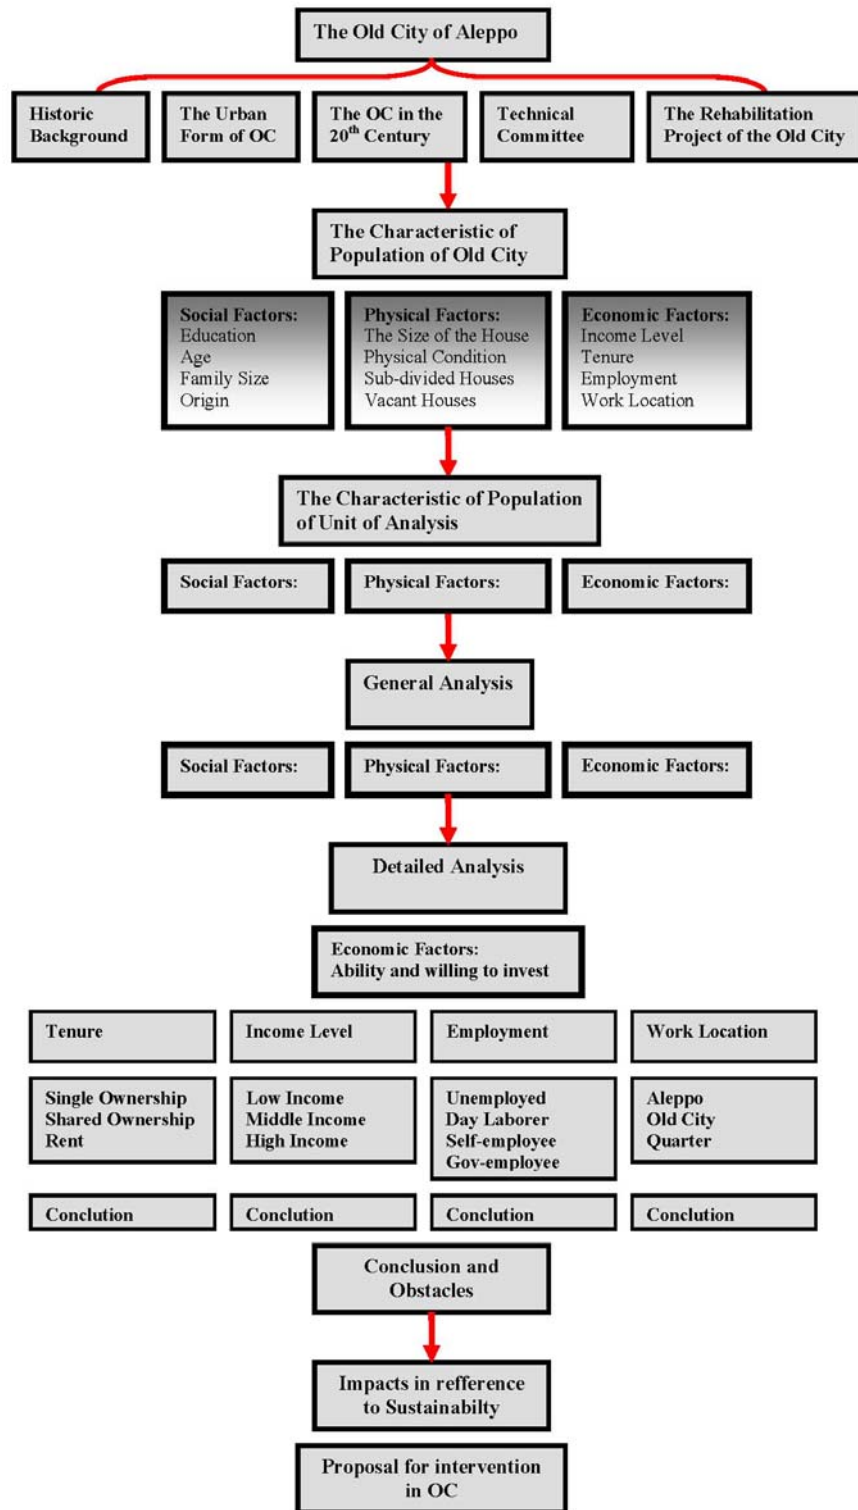 The Old City of Aleppo
Historic
Background
The Urban
Form of OC
The OC in the
20th Century
Technical
Committee
The Rehabilitation
Project of the Old City
The Characteristic of
Population of Old City
Social Factors:
Education
Age
Family Size
Origin
Physical Factors:
The Size of the House
Physical Condition
Sub-divided Houses
Vacant Houses
Economic Factors:
Income Level
Tenure
Employment
Work Location
The Characteristic of Population
of Unit of Analysis
Social Factors:
Physical Factors:
Economic Factors:
General Analysis
Social Factors:
Physical Factors:
Economic Factors:
Detailed Analysis
Economic Factors:
Ability and willing to invest
Tenure
Income Level
Employment
Work Location
Single Ownership
Shared Ownership
Rent
Low Income
Middle Income
High Income
Unemployed
Day Laborer
Self-employee
Gov-employee
Aleppo
Old City
Quarter
Conclution
Conclution
Conclution
Conclution
Conclusion and
Obstacles
Impacts in refference
to Sustainabilty
Proposal for intervention
in OC